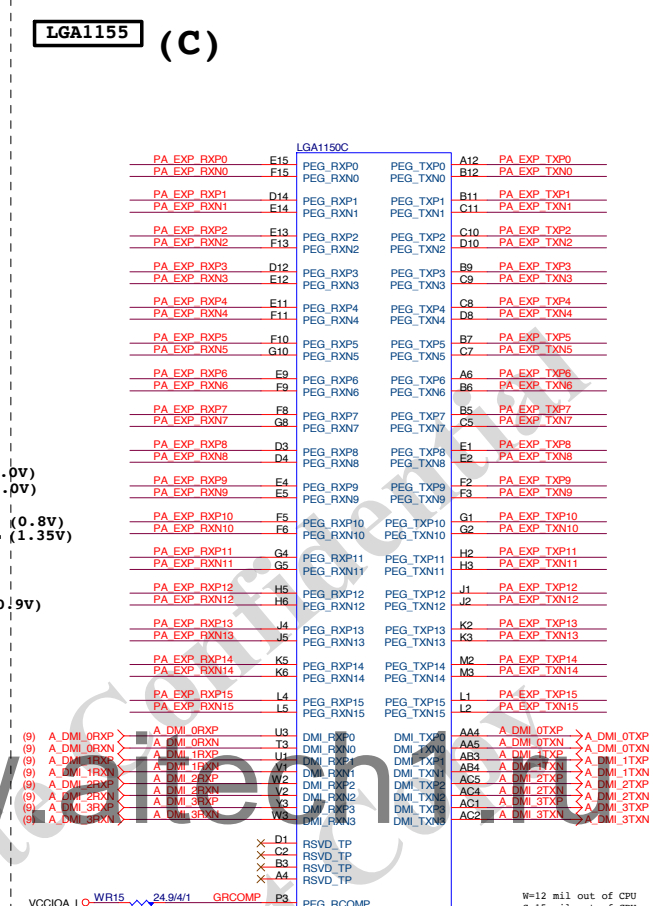 LGA1155 (C)
LGA1150C
PA_EXP_RXP0 E15 PEG_RXP0 PEG_TXP0 A12 PA_EXP_TXP0
PA_EXP_RXN0 F15 PEG_RXN0 PEG_TXN0 B12 PA_EXP_TXN0
PA_EXP_RXP1 D14 PEG_RXP1 PEG_TXP1 B11 PA_EXP_TXP1
PA_EXP_RXN1 E14 PEG_RXN1 PEG_TXN1 C11 PA_EXP_TXN1
PA_EXP_RXP2 E13 PEG_RXP2 PEG_TXP2 C10 PA_EXP_TXP2
PA_EXP_RXN2 F13 PEG_RXN2 PEG_TXN2 D10 PA_EXP_TXN2
PA_EXP_RXP3 D12 PEG_RXP3 PEG_TXP3 B9 PA_EXP_TXP3
PA_EXP_RXN3 E12 PEG_RXN3 PEG_TXN3 C9 PA_EXP_TXN3
PA_EXP_RXP4 E11 PEG_RXP4 PEG_TXP4 C8 PA_EXP_TXP4
PA_EXP_RXN4 F11 PEG_RXN4 PEG_TXN4 D8 PA_EXP_TXN4
PA_EXP_RXP5 F10 PEG_RXP5 PEG_TXP5 B7 PA_EXP_TXP5
PA_EXP_RXN5 G10 PEG_RXN5 PEG_TXN5 C7 PA_EXP_TXN5
PA_EXP_RXP6 E9 PEG_RXP6 PEG_TXP6 A6 PA_EXP_TXP6
PA_EXP_RXN6 F9 PEG_RXN6 PEG_TXN6 B6 PA_EXP_TXN6
PA_EXP_RXP7 F8 PEG_RXP7 PEG_TXP7 B5 PA_EXP_TXP7
PA_EXP_RXN7 G8 PEG_RXN7 PEG_TXN7 C5 PA_EXP_TXN7
PA_EXP_RXP8 D3 PEG_RXP8 PEG_TXP8 E1 PA_EXP_TXP8
PA_EXP_RXN8 D4 PEG_RXN8 PEG_TXN8 E2 PA_EXP_TXN8
.0V)
PA_EXP_RXP9 E4 PEG_RXP9 PEG_TXP9 F2 PA_EXP_TXP9
.0V) PA_EXP_RXN9 E5 PEG_RXN9 PEG_TXN9 F3 PA_EXP_TXN9
(0.8V) PA_EXP_RXP10 F5 PEG_RXP10 PEG_TXP10 G1 PA_EXP_TXP10
(1.35V) PA_EXP_RXN10 F6 PEG_RXN10 PEG_TXN10 G2 PA_EXP_TXN10
PA_EXP_RXP11 G4 PEG_RXP11 PEG_TXP11 H2 PA_EXP_TXP11
PA_EXP_RXN11 G5 PEG_RXN11 PEG_TXN11 H3 PA_EXP_TXN11
PA_EXP_RXP12 H5 PEG_RXP12 PEG_TXP12 J1 PA_EXP_TXP12
0.9V) PA_EXP_RXN12 H6 PEG_RXN12 PEG_TXN12 J2 PA_EXP_TXN12
PA_EXP_RXP13 J4 PEG_RXP13 PEG_TXP13 K2 PA_EXP_TXP13
PA_EXP_RXN13 J5 PEG_RXN13 PEG_TXN13 K3 PA_EXP_TXN13
PA_EXP_RXP14 K5 PEG_RXP14 PEG_TXP14 M2 PA_EXP_TXP14
PA_EXP_RXN14 K6 PEG_RXN14 PEG_TXN14 M3 PA_EXP_TXN14
PA_EXP_RXP15 L4 PEG_RXP15 PEG_TXP15 L1 PA_EXP_TXP15
PA_EXP_RXN15 L5 PEG_RXN15 PEG_TXN15 L2 PA_EXP_TXN15
(9) A_DMI_0RXP A_DMI_0RXP U3 DMI_RXP0 DMI_TXP0 AA4 A_DMI_0TXP A_DMI_0TXP
(9) A_DMI_0RXN A_DMI_0RXN T3 DMI_RXN0 DMI_TXN0 AA5 A_DMI_0TXN A_DMI_0TXN
(9) A_DMI_1RXP A_DMI_1RXP U1 DMI_RXP1 DMI_TXP1 AB3 A_DMI_1TXP A_DMI_1TXP
(9) A_DMI_1RXN A_DMI_1RXN V1 DMI_RXN1 DMI_TXN1 AB4 A_DMI_1TXN A_DMI_1TXN
(9) A_DMI_2RXP A_DMI_2RXP W2 DMI_RXP2 DMI_TXP2 AC5 A_DMI_2TXP A_DMI_2TXP
(9) A_DMI_2RXN A_DMI_2RXN V2 DMI_RXN2 DMI_TXN2 AC4 A_DMI_2TXN A_DMI_2TXN
(9) A_DMI_3RXP A_DMI_3RXP Y3 DMI_RXP3 DMI_TXP3 AC1 A_DMI_3TXP A_DMI_3TXP
(9) A_DMI_3RXN A_DMI_3RXN W3 DMI_RXN3 DMI_TXN3 AC2 A_DMI_3TXN A_DMI_3TXN
D1 RSVD_TP
C2 RSVD_TP
B3 RSVD_TP
A4 RSVD_TP
VCCIOA_L WR15 24.9/4/1 GRCOMP P3 PEG_RCOMP
W=12 mil out of CPU
Confidential
Copy